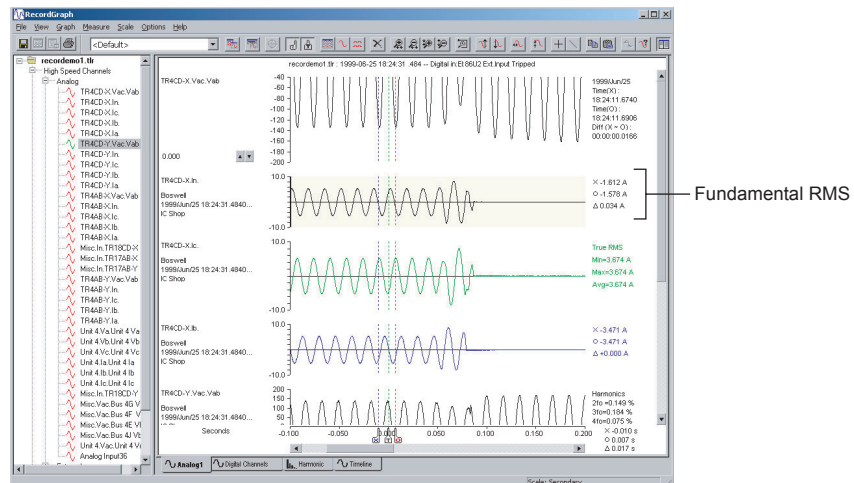 RecordGraph
File View Graph Measure Scale Options Help
<Default>
recordemo1.tlr
High Speed Channels
Analog
TR4CD-X.Vac.Vab
TR4CD-X.In.
TR4CD-X.Ic.
TR4CD-X.Ib.
TR4CD-X.Ia.
TR4CD-Y.Vac.Vab
TR4CD-Y.In.
TR4CD-Y.Ic.
TR4CD-Y.Ib.
TR4CD-Y.Ia.
TR4AB-X.Vac.Vab
TR4AB-X.In.
TR4AB-X.Ic.
TR4AB-X.Ib.
TR4AB-X.Ia.
Misc.In.TR18CD-X
Misc.In.TR17AB-X
Misc.In.TR17AB-Y
TR4AB-Y.Vac.Vab
TR4AB-Y.In.
TR4AB-Y.Ic.
TR4AB-Y.Ib.
TR4AB-Y.Ia.
Unit 4.Va.Unit 4 Va
Unit 4.Vb.Unit 4 Vb
Unit 4.Vc.Unit 4 Vc
Unit 4.Ia.Unit 4 Ia
Unit 4.Ib.Unit 4 Ib
Unit 4.Ic.Unit 4 Ic
Misc.In.TR18CD-Y
Misc.Vac.Bus 4G V
Misc.Vac.Bus 4F V
Misc.Vac.Bus 4E V
Misc.Vac.Bus 4J Vb
Unit 4.Vac.Unit 4 V
Analog Input36
recordemo1.tlr : 1999-06-25 18:24:31 .484 -- Digital in:Et 86U2 Ext.Input Tripped
TR4CD-X.Vac.Vab
0.000
-40
-60
-80
-100
-120
-140
-160
-180
-200
1999/Jun/25
Time(X) :
18:24:11.6740
Time(O) :
18:24:11.6906
Diff (X ~ O) :
00:00:00.0166
TR4CD-X.In.
Boswell
1999/Jun/25 18:24:31.4840...
IC Shop
10.0
-10.0
× -1.612 A
○ -1.578 A
Δ 0.034 A
Fundamental RMS
TR4CD-X.Ic.
Boswell
1999/Jun/25 18:24:31.4840...
IC Shop
10.0
-10.0
True RMS
Min=3.674 A
Max=3.674 A
Avg=3.674 A
TR4CD-X.Ib.
Boswell
1999/Jun/25 18:24:31.4840...
IC Shop
10.0
-10.0
× -3.471 A
○ -3.471 A
Δ +0.000 A
TR4CD-Y.Vac.Vab
Boswell
1999/Jun/25 18:24:31.4840...
200
150
100
50
Harmonics
2fo =0.149 %
3fo=0.184 %
4fo=0.075 %
Seconds
-0.100 -0.050 0.000 0.050 0.100 0.150 0.200
× -0.010 s
○ 0.007 s
Δ 0.017 s
Analog1 Digital Channels Harmonic Timeline
Scale: Secondary